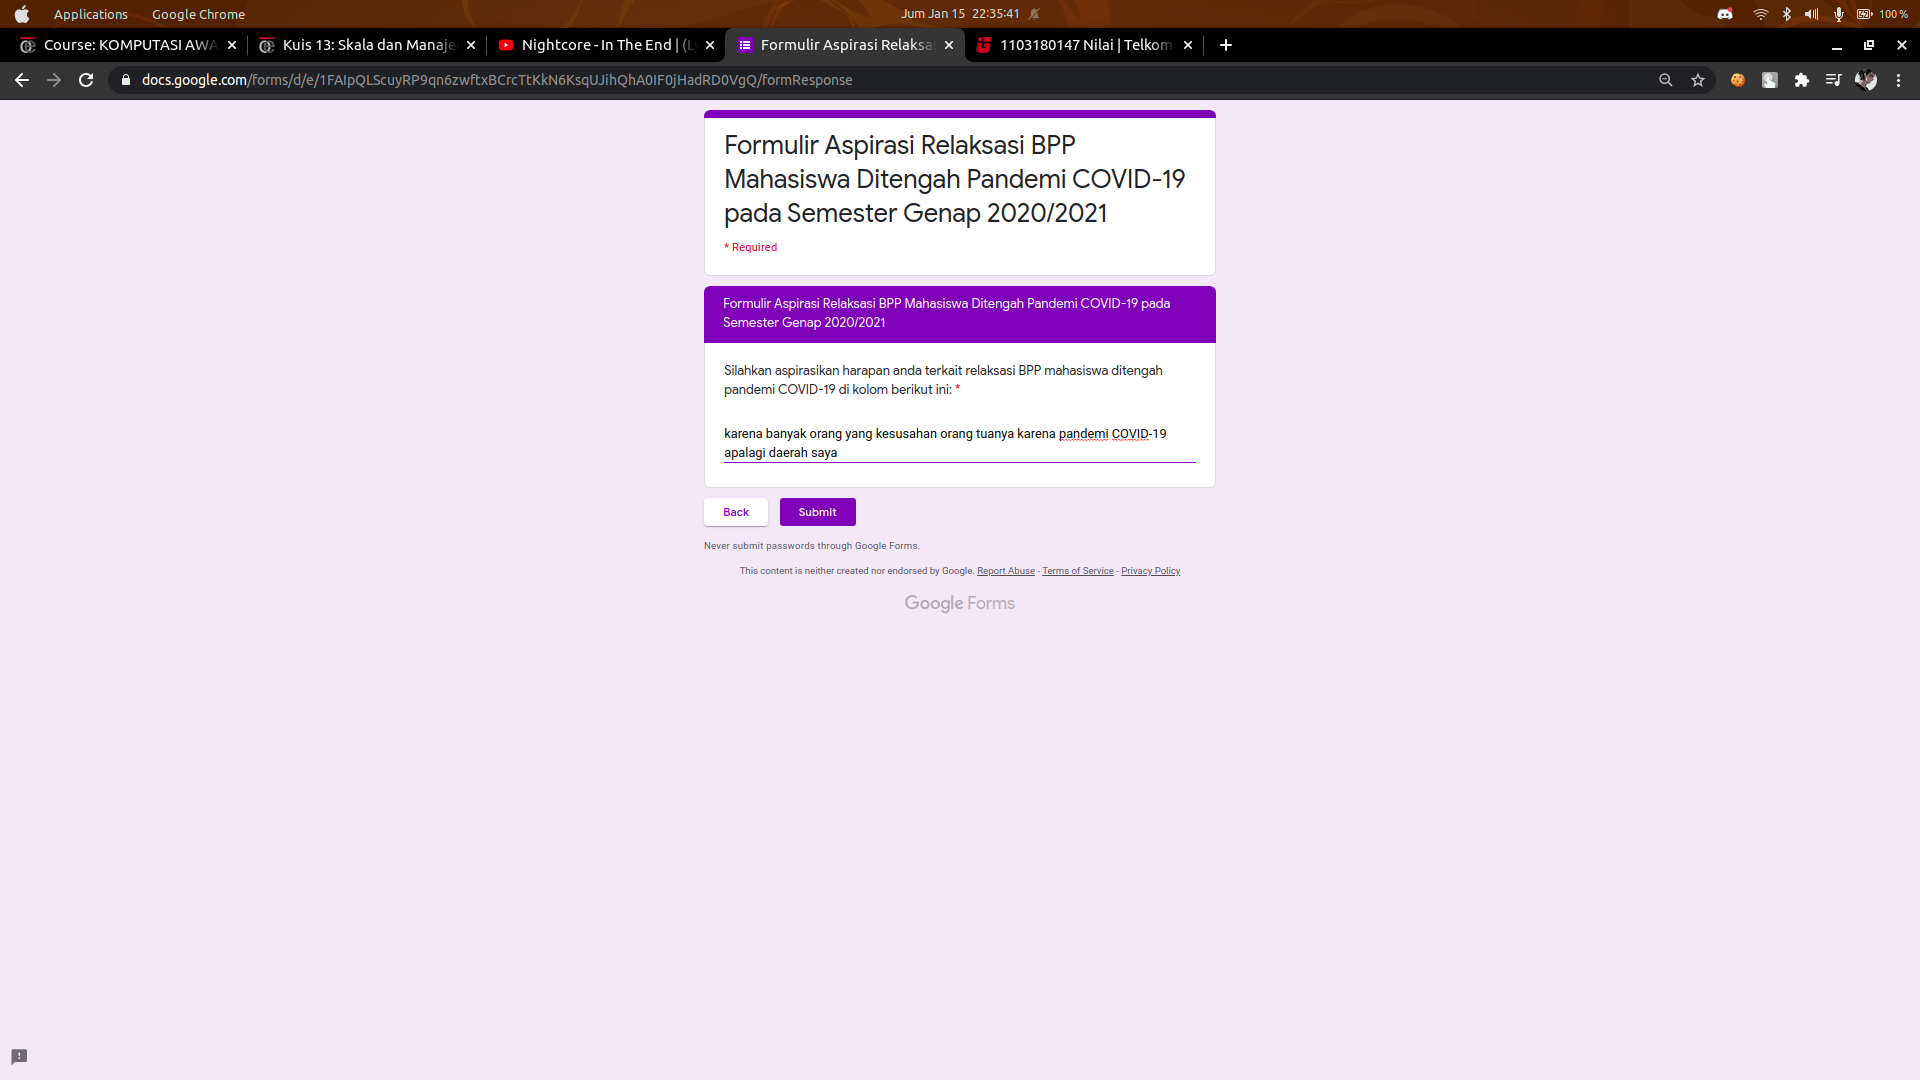 Applications Google Chrome Jum Jan 15 22:35:41 100 %
Course: KOMPUTASI AWA Kuis 13: Skala dan Manaje Nightcore - In The End | (Ly Formulir Aspirasi Relaksas 1103180147 Nilai | Telkom
docs.google.com/forms/d/e/1FAIpQLScuyRP9qn6zwftxBCrcTtKkN6KsqUJihQhA0IF0jHadRD0VgQ/formResponse
Formulir Aspirasi Relaksasi BPP
Mahasiswa Ditengah Pandemi COVID-19
pada Semester Genap 2020/2021
* Required
Formulir Aspirasi Relaksasi BPP Mahasiswa Ditengah Pandemi COVID-19 pada
Semester Genap 2020/2021
Silahkan aspirasikan harapan anda terkait relaksasi BPP mahasiswa ditengah
pandemi COVID-19 di kolom berikut ini: *
karena banyak orang yang kesusahan orang tuanya karena pandemi COVID-19
apalagi daerah saya
Back Submit
Never submit passwords through Google Forms.
This content is neither created nor endorsed by Google. Report Abuse - Terms of Service - Privacy Policy
Google Forms